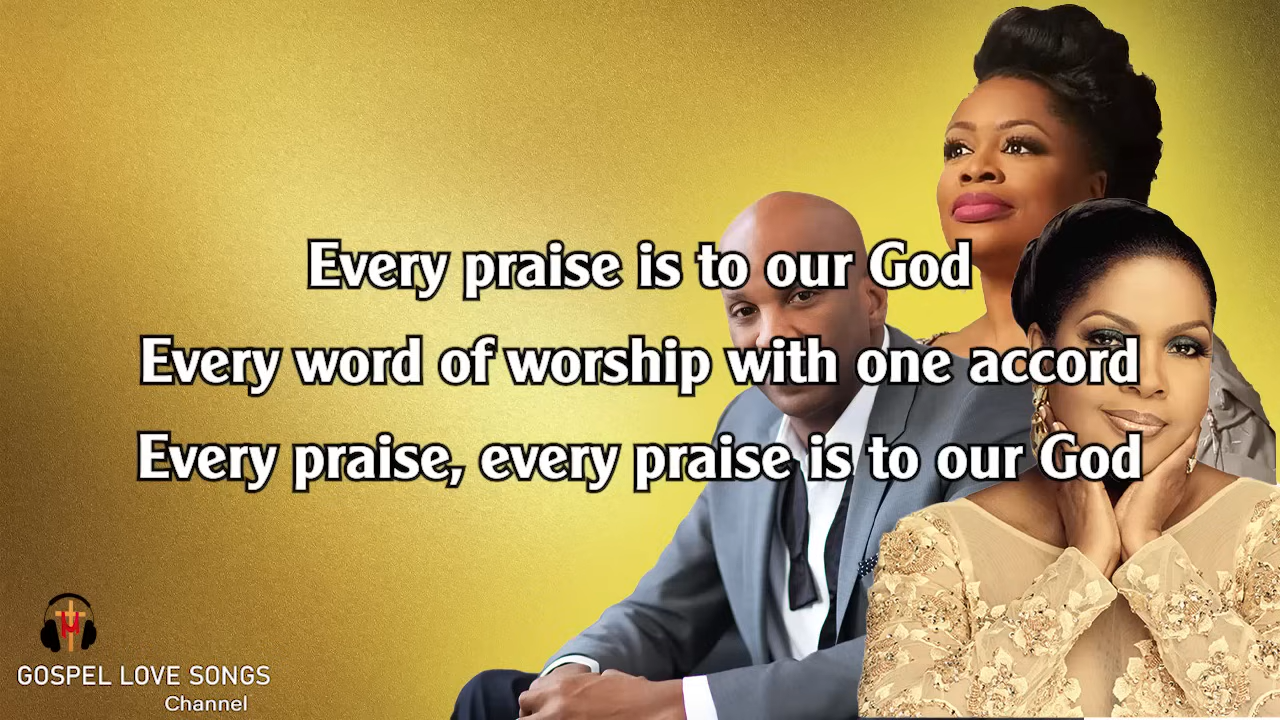 Every praise is to our God
Every word of worship with one accord
Every praise, every praise is to our God
GOSPEL LOVE SONGS
Channel